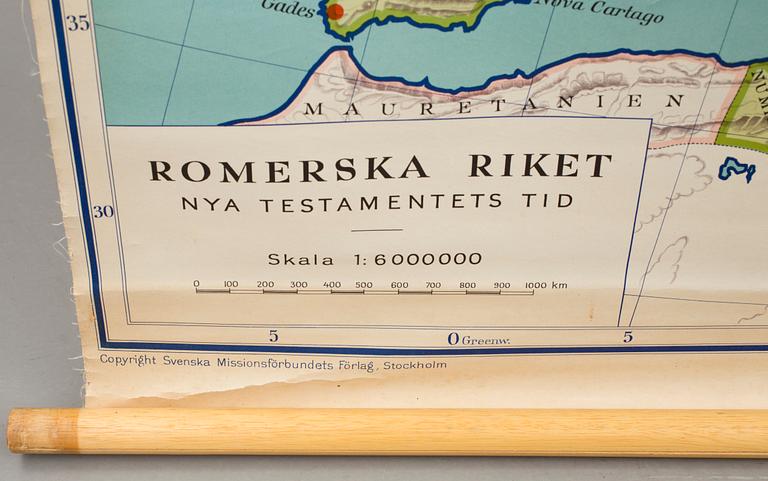 Gades
Nova Cartago
35
MAURETANIEN
ROMERSKA RIKET
NYA TESTAMENTETS TID
30
Skala 1:6000000
0 100 200 300 400 500 600 700 800 900 1000 km
5 0 Greenw. 5
Copyright Svenska Missionsförbundets Förlag, Stockholm